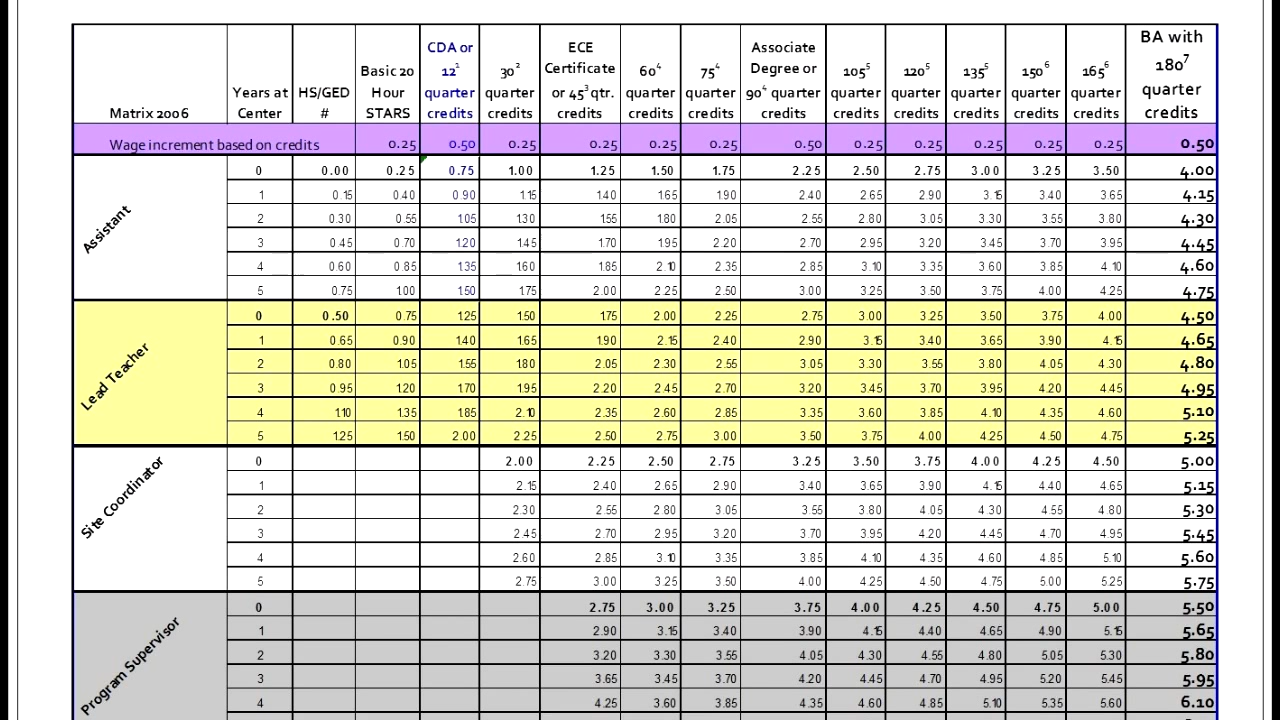 Matrix 2006 Years at Center HS/GED # Basic 20 Hour STARS CDA or 12¹ quarter credits 30² quarter credits ECE Certificate or 45³ qtr. credits 60⁴ quarter credits 75⁴ quarter credits Associate Degree or 90⁴ quarter credits 105⁵ quarter credits 120⁵ quarter credits 135⁵ quarter credits 150⁶ quarter credits 165⁶ quarter credits BA with 180⁷ quarter credits
Wage increment based on credits 0.25 0.50 0.25 0.25 0.25 0.25 0.50 0.25 0.25 0.25 0.25 0.25 0.50
Assistant
0 0.00 0.25 0.75 1.00 1.25 1.50 1.75 2.25 2.50 2.75 3.00 3.25 3.50 4.00
1 0.15 0.40 0.90 1.15 1.40 1.65 1.90 2.40 2.65 2.90 3.15 3.40 3.65 4.15
2 0.30 0.55 1.05 1.30 1.55 1.80 2.05 2.55 2.80 3.05 3.30 3.55 3.80 4.30
3 0.45 0.70 1.20 1.45 1.70 1.95 2.20 2.70 2.95 3.20 3.45 3.70 3.95 4.45
4 0.60 0.85 1.35 1.60 1.85 2.10 2.35 2.85 3.10 3.35 3.60 3.85 4.10 4.60
5 0.75 1.00 1.50 1.75 2.00 2.25 2.50 3.00 3.25 3.50 3.75 4.00 4.25 4.75
Lead Teacher
0 0.50 0.75 1.25 1.50 1.75 2.00 2.25 2.75 3.00 3.25 3.50 3.75 4.00 4.50
1 0.65 0.90 1.40 1.65 1.90 2.15 2.40 2.90 3.15 3.40 3.65 3.90 4.15 4.65
2 0.80 1.05 1.55 1.80 2.05 2.30 2.55 3.05 3.30 3.55 3.80 4.05 4.30 4.80
3 0.95 1.20 1.70 1.95 2.20 2.45 2.70 3.20 3.45 3.70 3.95 4.20 4.45 4.95
4 1.10 1.35 1.85 2.10 2.35 2.60 2.85 3.35 3.60 3.85 4.10 4.35 4.60 5.10
5 1.25 1.50 2.00 2.25 2.50 2.75 3.00 3.50 3.75 4.00 4.25 4.50 4.75 5.25
Site Coordinator
0 2.00 2.25 2.50 2.75 3.25 3.50 3.75 4.00 4.25 4.50 5.00
1 2.15 2.40 2.65 2.90 3.40 3.65 3.90 4.15 4.40 4.65 5.15
2 2.30 2.55 2.80 3.05 3.55 3.80 4.05 4.30 4.55 4.80 5.30
3 2.45 2.70 2.95 3.20 3.70 3.95 4.20 4.45 4.70 4.95 5.45
4 2.60 2.85 3.10 3.35 3.85 4.10 4.35 4.60 4.85 5.10 5.60
5 2.75 3.00 3.25 3.50 4.00 4.25 4.50 4.75 5.00 5.25 5.75
Program Supervisor
0 2.75 3.00 3.25 3.75 4.00 4.25 4.50 4.75 5.00 5.50
1 2.90 3.15 3.40 3.90 4.15 4.40 4.65 4.90 5.15 5.65
2 3.20 3.30 3.55 4.05 4.30 4.55 4.80 5.05 5.30 5.80
3 3.65 3.45 3.70 4.20 4.45 4.70 4.95 5.20 5.45 5.95
4 4.25 3.60 3.85 4.35 4.60 4.85 5.10 5.35 5.60 6.10